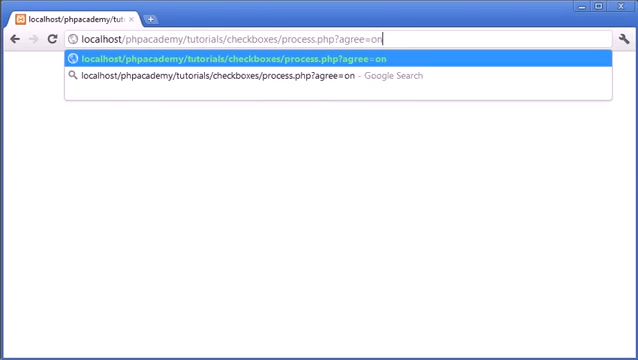 localhost/phpacademy/tut
localhost/phpacademy/tutorials/checkboxes/process.php?agree=on
localhost/phpacademy/tutorials/checkboxes/process.php?agree=on
localhost/phpacademy/tutorials/checkboxes/process.php?agree=on - Google Search